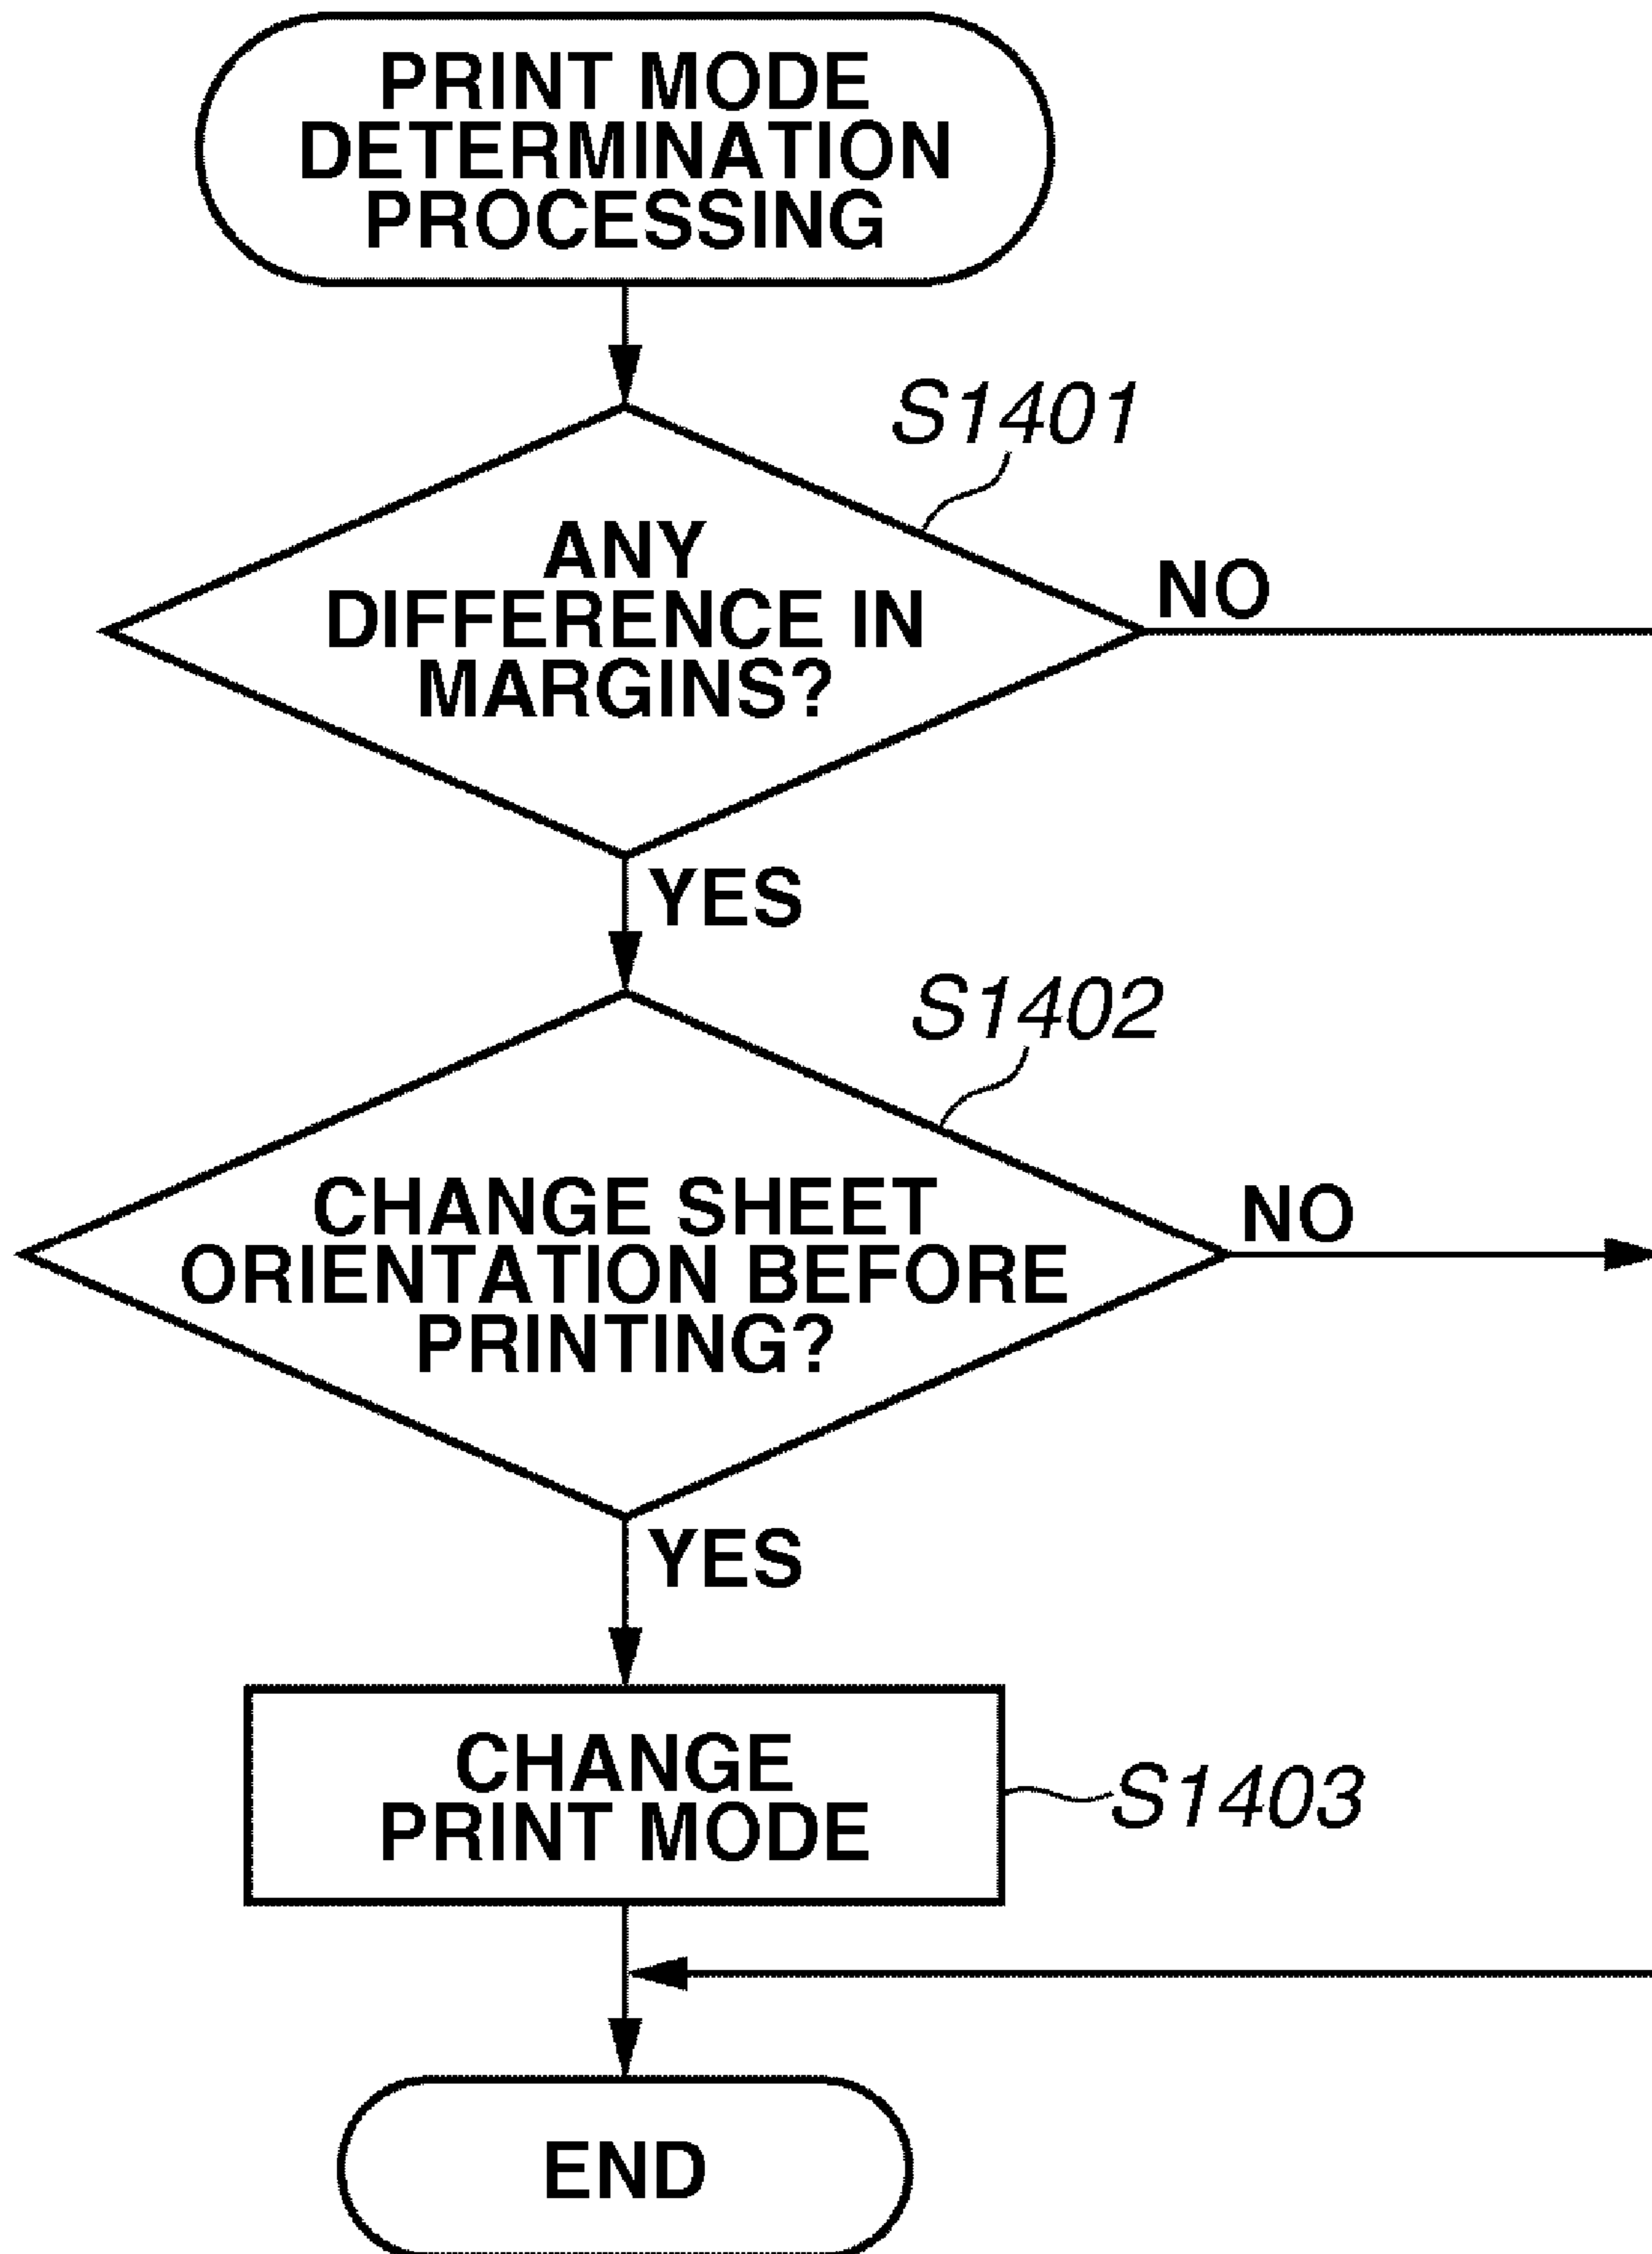 PRINT MODE
DETERMINATION
PROCESSING
S1401
ANY
DIFFERENCE IN
MARGINS?
NO
YES
S1402
CHANGE SHEET
ORIENTATION BEFORE
PRINTING?
NO
YES
CHANGE
PRINT MODE
S1403
END